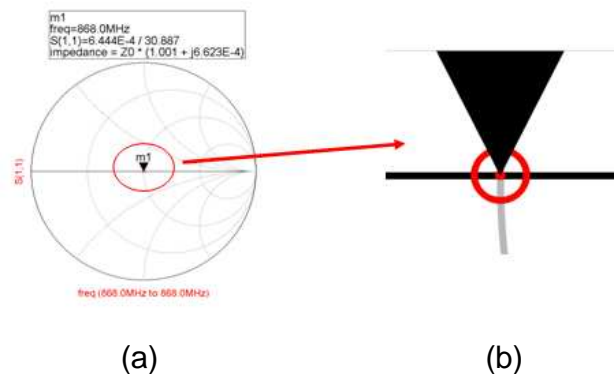 m1
freq=868.0MHz
S(1,1)=6.444E-4 / 30.887
impedance = Z0 * (1.001 + j6.623E-4)
m1
S(1,1)
freq (868.0MHz to 868.0MHz)
(a)
(b)